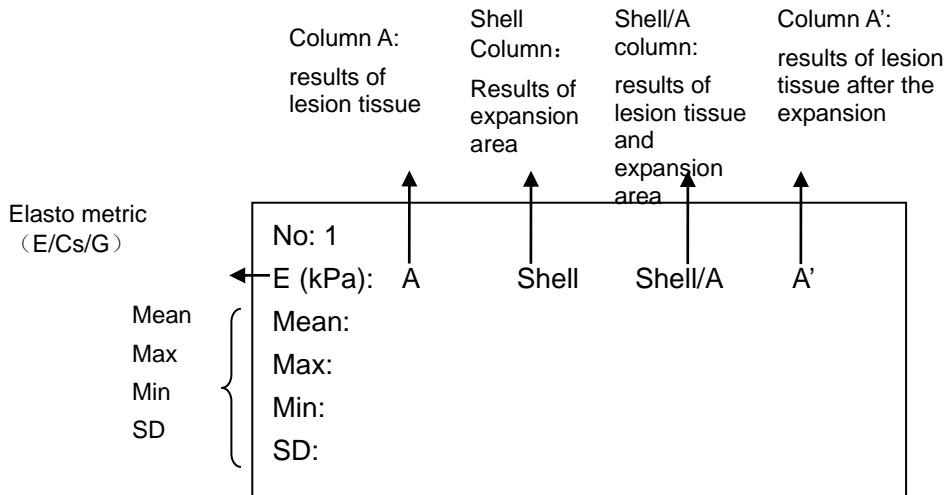 Column A:
results of
lesion tissue
Shell
Column：
Results of
expansion
area
Shell/A
column:
results of
lesion tissue
and
expansion
area
Column A’:
results of lesion
tissue after the
expansion
Elasto metric
（E/Cs/G）
No: 1
E (kPa): A Shell Shell/A A’
Mean:
Max:
Min:
SD:
Mean
Max
Min
SD